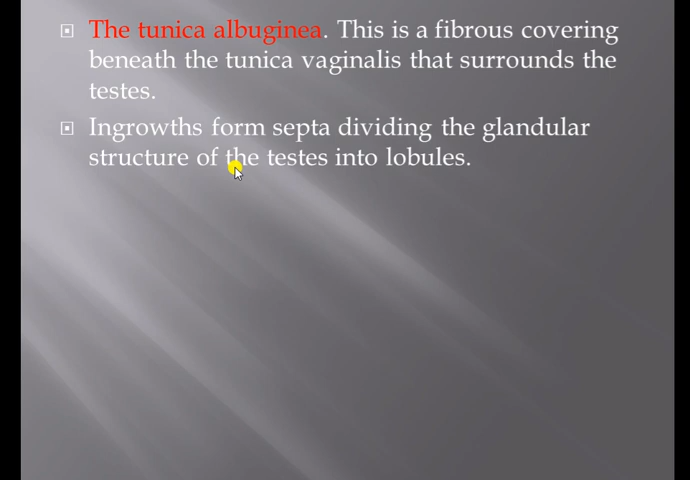 The tunica albuginea. This is a fibrous covering
beneath the tunica vaginalis that surrounds the
testes.
Ingrowths form septa dividing the glandular
structure of the testes into lobules.